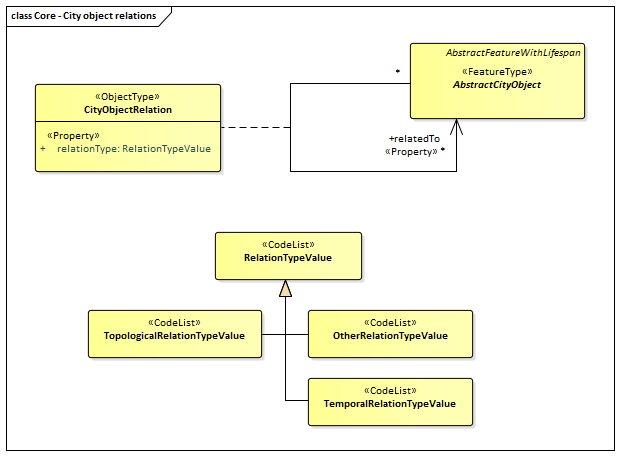 class Core - City object relations
AbstractFeatureWithLifespan
«FeatureType»
AbstractCityObject
*
«ObjectType»
CityObjectRelation
«Property»
+ relationType: RelationTypeValue
+relatedTo
«Property» *
«CodeList»
RelationTypeValue
«CodeList»
TopologicalRelationTypeValue
«CodeList»
OtherRelationTypeValue
«CodeList»
TemporalRelationTypeValue